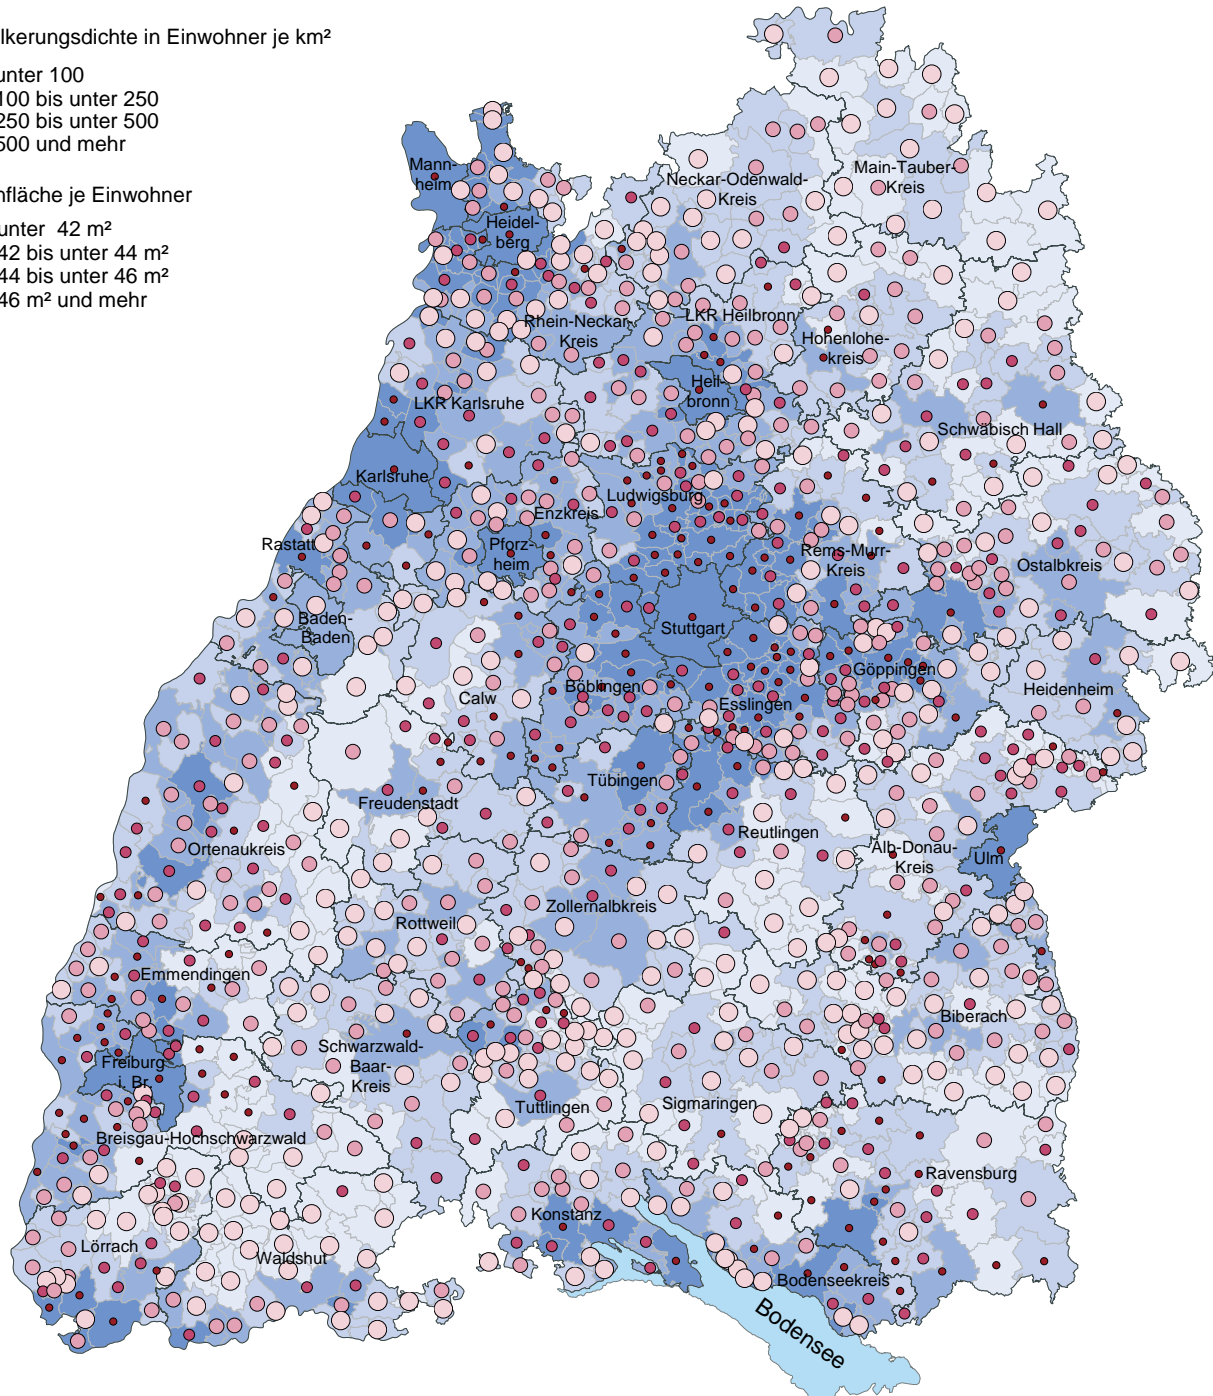 lkerungsdichte in Einwohner je km²
unter 100
100 bis unter 250
250 bis unter 500
500 und mehr
nfläche je Einwohner
unter  42 m²
42 bis unter 44 m²
44 bis unter 46 m²
46 m² und mehr
Mann-
heim
Heidel-
berg
Neckar-Odenwald-
Kreis
Main-Tauber-
Kreis
Rhein-Neckar-
Kreis
LKR Heilbronn
Hohenlohe-
kreis
Heil-
bronn
LKR Karlsruhe
Schwäbisch Hall
Karlsruhe
Ludwigsburg
Enzkreis
Rastatt
Pforz-
heim
Rems-Murr-
Kreis
Ostalbkreis
Baden-
Baden
Stuttgart
Göppingen
Calw
Böblingen
Esslingen
Heidenheim
Tübingen
Freudenstadt
Reutlingen
Ortenaukreis
Alb-Donau-
Kreis
Ulm
Zollernalbkreis
Rottweil
Emmendingen
Biberach
Schwarzwald-
Baar-
Kreis
Freiburg
i. Br.
Tuttlingen
Sigmaringen
Breisgau-Hochschwarzwald
Ravensburg
Konstanz
Lörrach
Waldshut
Bodenseekreis
Bodensee